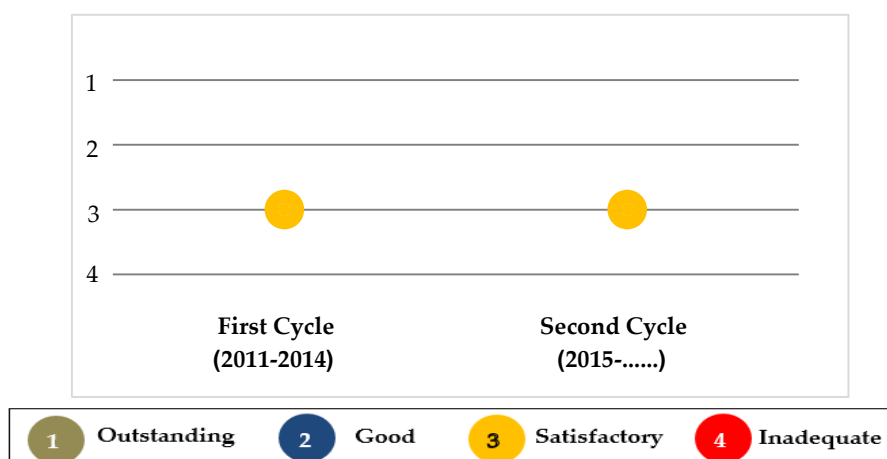 1
2
3
4
First Cycle
(2011-2014)
Second Cycle
(2015-......)
1 Outstanding 2 Good 3 Satisfactory 4 Inadequate